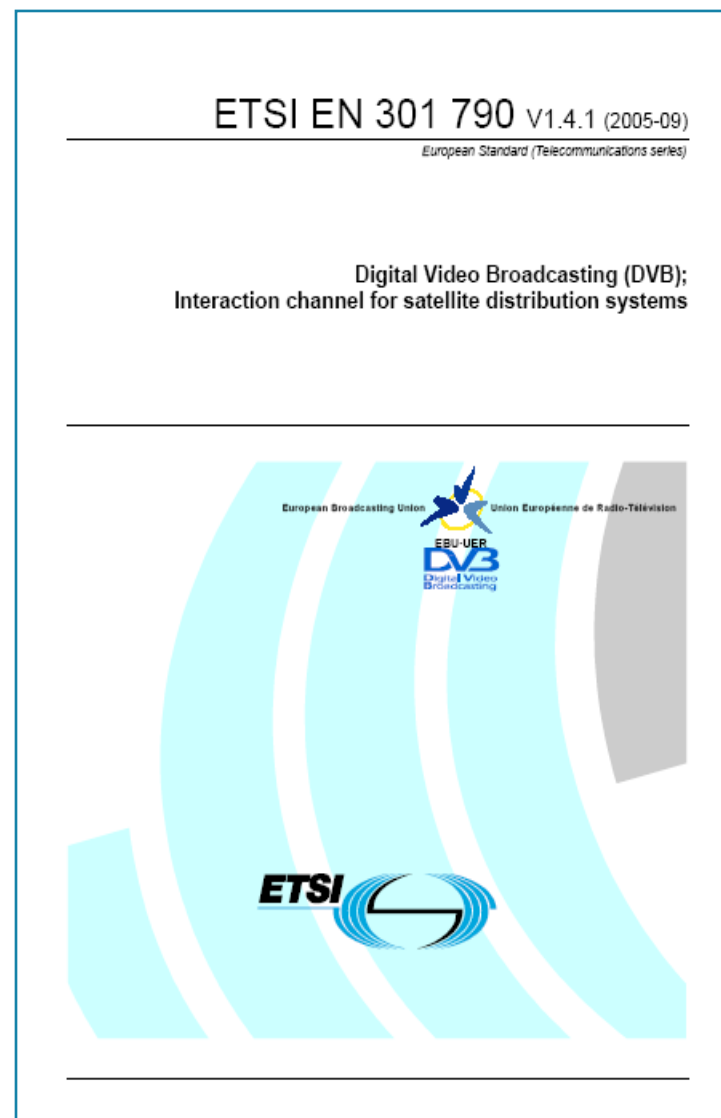 ETSI EN 301 790 V1.4.1 (2005-09)
European Standard (Telecommunications series)
Digital Video Broadcasting (DVB);
Interaction channel for satellite distribution systems
European Broadcasting Union Union Européenne de Radio-Télévision
EBU-UER
DVB
Digital Video
Broadcasting
ETSI